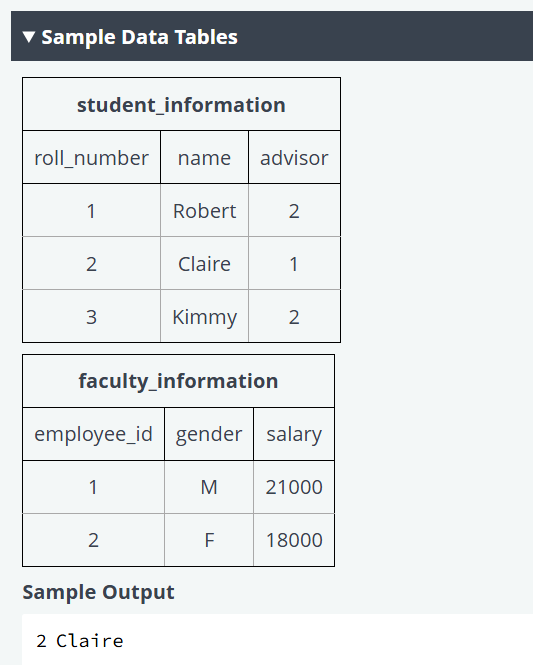 ▼ Sample Data Tables
student_information
roll_number name advisor
1 Robert 2
2 Claire 1
3 Kimmy 2
faculty_information
employee_id gender salary
1 M 21000
2 F 18000
Sample Output
2 Claire